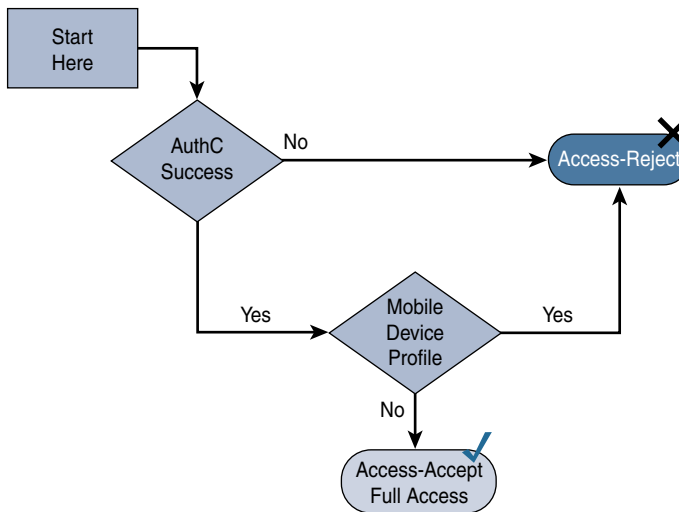 Start
Here
AuthC
Success
No
Access-Reject
Yes
Mobile
Device
Profile
Yes
No
Access-Accept
Full Access